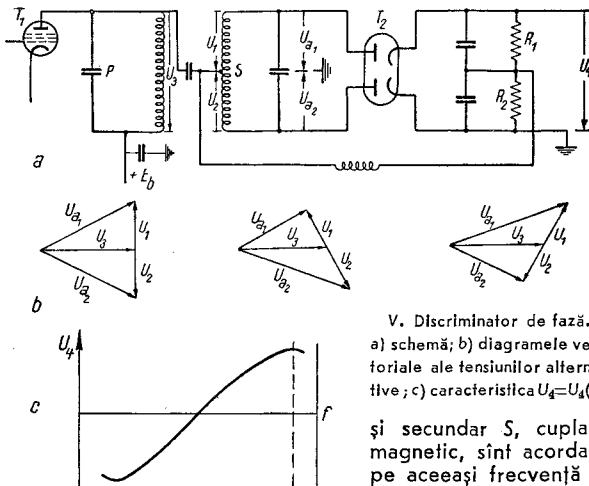 T₁
P
U₃
U₁
U₂
S
Uₐ₁
Uₐ₂
T₂
R₁
R₂
U₄
+ E_b
a
Uₐ₁
U₃
U₁
U₂
Uₐ₂
Uₐ₁
U₃
U₁
U₂
Uₐ₂
Uₐ₁
U₃
U₁
U₂
Uₐ₂
b
U₄
c
f
V. Discriminator de fază.
a) schemă; b) diagramele ve
toriale ale tensiunilor altern
tive; c) caracteristica U₄=U₄(
și secundar S, cupla
magnetic, sînt acorda
pe aceeași frecvență